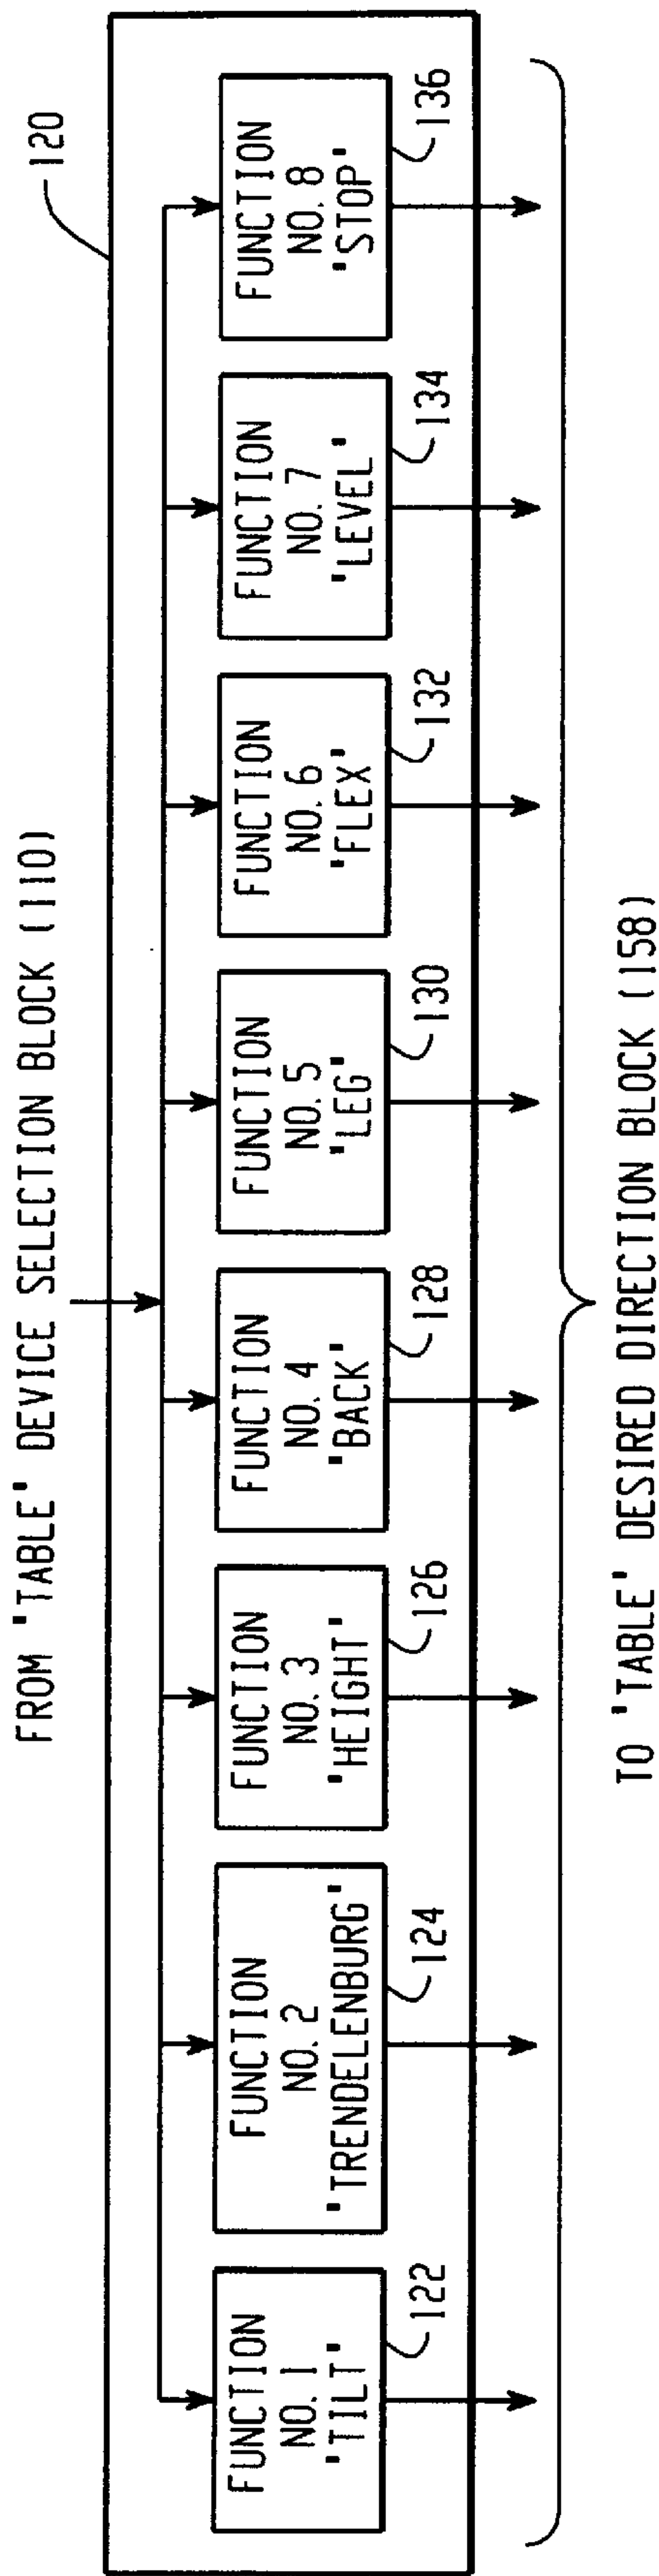 FROM "TABLE" DEVICE SELECTION BLOCK (110)
120
FUNCTION
NO. 1
"TILT"
122
FUNCTION
NO. 2
"TRENDELENBURG"
124
FUNCTION
NO. 3
"HEIGHT"
126
FUNCTION
NO. 4
"BACK"
128
FUNCTION
NO. 5
"LEG"
130
FUNCTION
NO. 6
"FLEX"
132
FUNCTION
NO. 7
"LEVEL"
134
FUNCTION
NO. 8
"STOP"
136
TO "TABLE" DESIRED DIRECTION BLOCK (158)